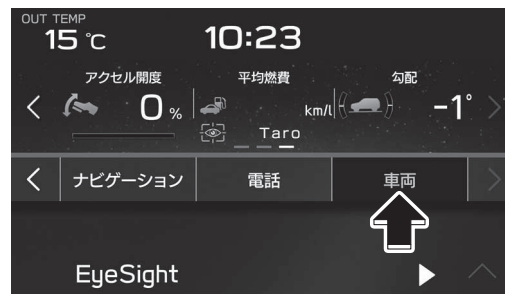 OUT TEMP
15 ℃ 10:23
アクセル開度 平均燃費 勾配
0 % km/l -1°
Taro
ナビゲーション 電話 車両
EyeSight